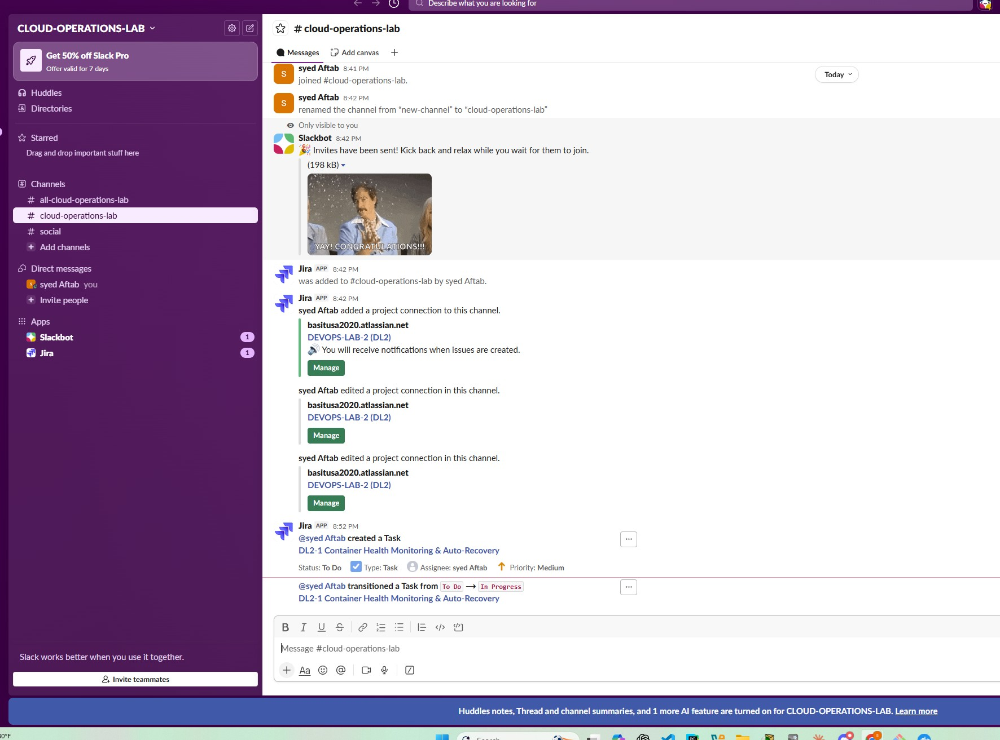 Describe what you are looking for
CLOUD-OPERATIONS-LAB
Get 50% off Slack Pro
Offer valid for 7 days
Huddles
Directories
Starred
Drag and drop important stuff here
Channels
# all-cloud-operations-lab
# cloud-operations-lab
# social
+ Add channels
Direct messages
syed Aftab you
+ Invite people
Apps
Slackbot 1
Jira 1
Slack works better when you use it together.
Invite teammates
# cloud-operations-lab
Messages Add canvas +
Today
S
syed Aftab 8:41 PM
joined #cloud-operations-lab.
S
syed Aftab 8:42 PM
renamed the channel from “new-channel” to “cloud-operations-lab”
Only visible to you
Slackbot 8:42 PM
🎉 Invites have been sent! Kick back and relax while you wait for them to join.
(198 kB)
YAY! CONGRATULATIONS!!!
Jira APP 8:42 PM
was added to #cloud-operations-lab by syed Aftab.
Jira APP 8:42 PM
syed Aftab added a project connection to this channel.
basitusa2020.atlassian.net
DEVOPS-LAB-2 (DL2)
🔊 You will receive notifications when issues are created.
Manage
syed Aftab edited a project connection in this channel.
basitusa2020.atlassian.net
DEVOPS-LAB-2 (DL2)
Manage
syed Aftab edited a project connection in this channel.
basitusa2020.atlassian.net
DEVOPS-LAB-2 (DL2)
Manage
Jira APP 8:52 PM
@syed Aftab created a Task
DL2-1 Container Health Monitoring & Auto-Recovery
Status: To Do Type: Task Assignee: syed Aftab Priority: Medium
@syed Aftab transitioned a Task from To Do → In Progress
DL2-1 Container Health Monitoring & Auto-Recovery
B I U S
Message #cloud-operations-lab
+ Aa @
Huddles notes, Thread and channel summaries, and 1 more AI feature are turned on for CLOUD-OPERATIONS-LAB. Learn more
Search